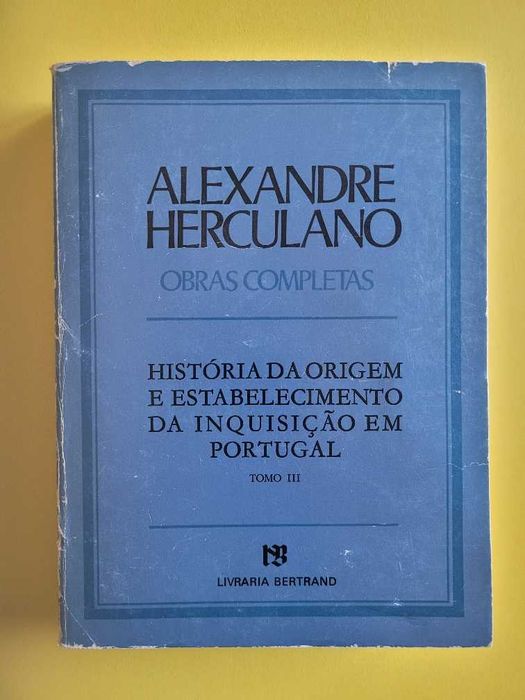 ALEXANDRE
HERCULANO
OBRAS COMPLETAS
HISTÓRIA DA ORIGEM
E ESTABELECIMENTO
DA INQUISIÇÃO EM
PORTUGAL
TOMO III
LIVRARIA BERTRAND